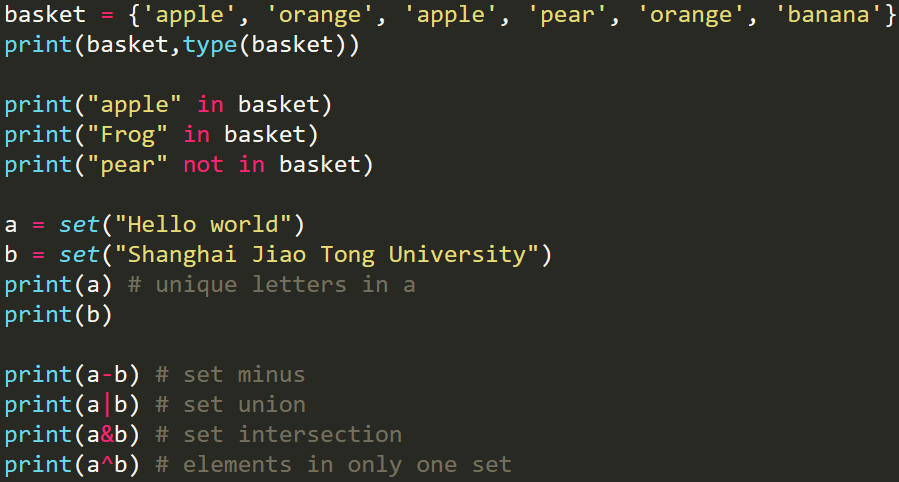 basket = {'apple', 'orange', 'apple', 'pear', 'orange', 'banana'}
print(basket,type(basket))
print("apple" in basket)
print("Frog" in basket)
print("pear" not in basket)
a = set("Hello world")
b = set("Shanghai Jiao Tong University")
print(a) # unique letters in a
print(b)
print(a-b) # set minus
print(a|b) # set union
print(a&b) # set intersection
print(a^b) # elements in only one set